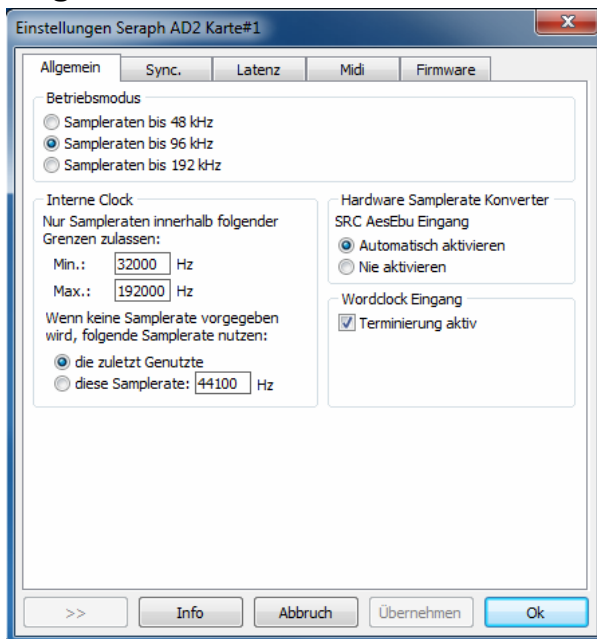 Einstellungen Seraph AD2 Karte#1
Allgemein
Sync.
Latenz
Midi
Firmware
Betriebsmodus
Sampleraten bis 48 kHz
Sampleraten bis 96 kHz
Sampleraten bis 192 kHz
Interne Clock
Nur Sampleraten innerhalb folgender
Grenzen zulassen:
Min.: 32000 Hz
Max.: 192000 Hz
Wenn keine Samplerate vorgegeben
wird, folgende Samplerate nutzen:
die zuletzt Genutzte
diese Samplerate: 44100 Hz
Hardware Samplerate Konverter
SRC AesEbu Eingang
Automatisch aktivieren
Nie aktivieren
Wordclock Eingang
Terminierung aktiv
>>
Info
Abbruch
Übernehmen
Ok